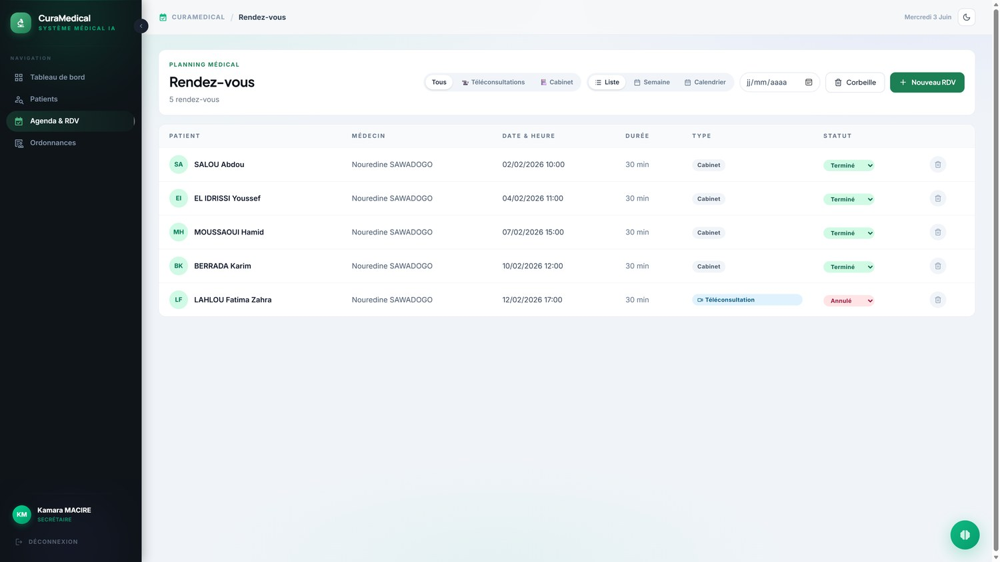 CuraMedical
SYSTÈME MÉDICAL IA
NAVIGATION
Tableau de bord
Patients
Agenda & RDV
Ordonnances
Kamara MACIRE
KM
SECRÉTAIRE
DÉCONNEXION
CURAMEDICAL / Rendez-vous
Mercredi 3 Juin
PLANNING MÉDICAL
Rendez-vous
5 rendez-vous
Tous Téléconsultations Cabinet Liste Semaine Calendrier jj/mm/aaaa Corbeille + Nouveau RDV
PATIENT MÉDECIN DATE & HEURE DURÉE TYPE STATUT
SA SALOU Abdou Nouredine SAWADOGO 02/02/2026 10:00 30 min Cabinet Terminé
EI EL IDRISSI Youssef Nouredine SAWADOGO 04/02/2026 11:00 30 min Cabinet Terminé
MH MOUSSAOUI Hamid Nouredine SAWADOGO 07/02/2026 15:00 30 min Cabinet Terminé
BK BERRADA Karim Nouredine SAWADOGO 10/02/2026 12:00 30 min Cabinet Terminé
LF LAHLOU Fatima Zahra Nouredine SAWADOGO 12/02/2026 17:00 30 min Téléconsultation Annulé